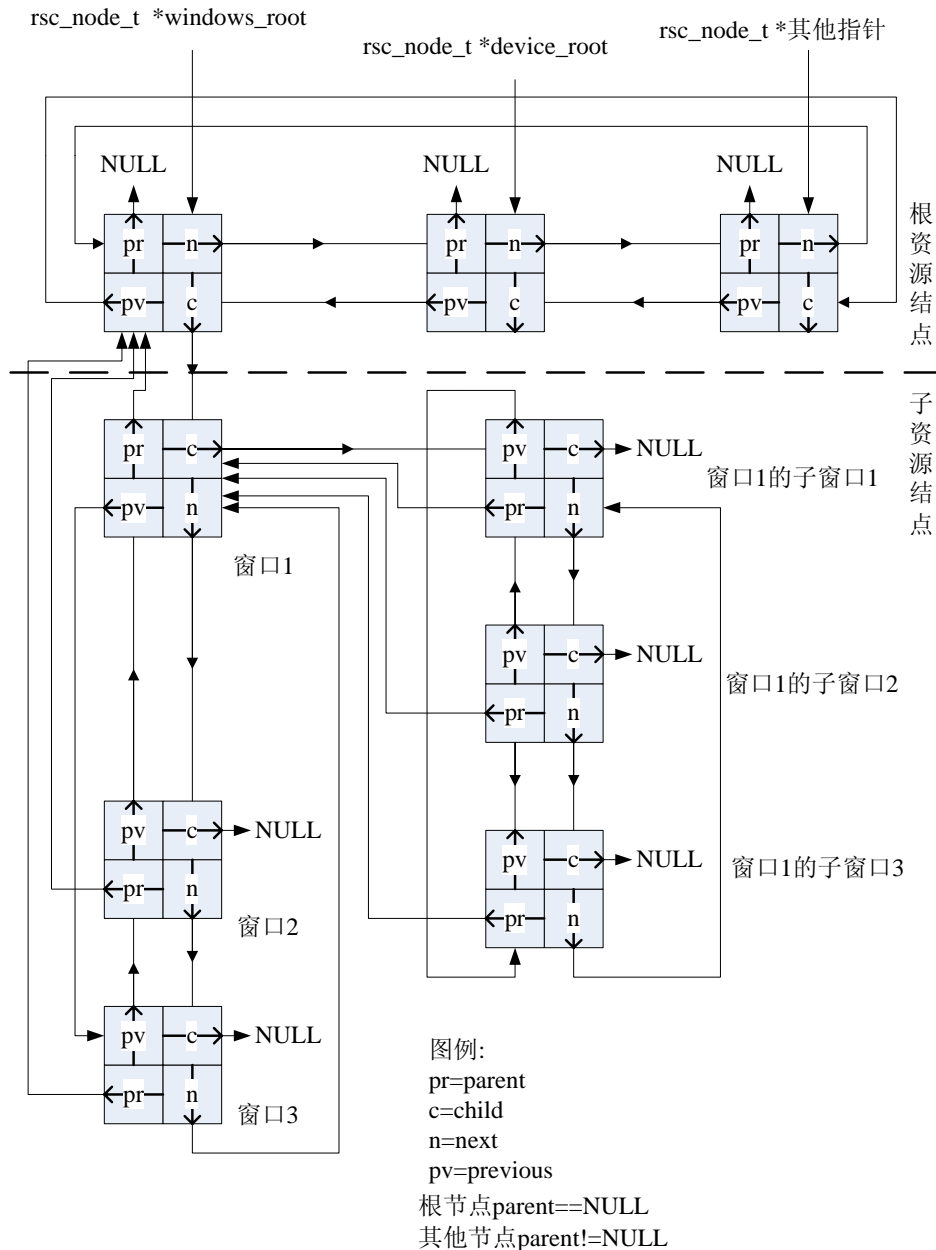 rsc_node_t *windows_root
rsc_node_t *device_root
rsc_node_t *其他指针
NULL
NULL
NULL
pr n
pr n
pr n
pv c
pv c
pv c
根资源结点
子资源结点
pr c
pv c
NULL
pv n
pr n
窗口1的子窗口1
窗口1
pv c
NULL
pr n
窗口1的子窗口2
pv c
NULL
pr n
窗口2
pv c
NULL
pr n
窗口1的子窗口3
pv c
NULL
pr n
窗口3
图例:
pr=parent
c=child
n=next
pv=previous
根节点parent==NULL
其他节点parent!=NULL